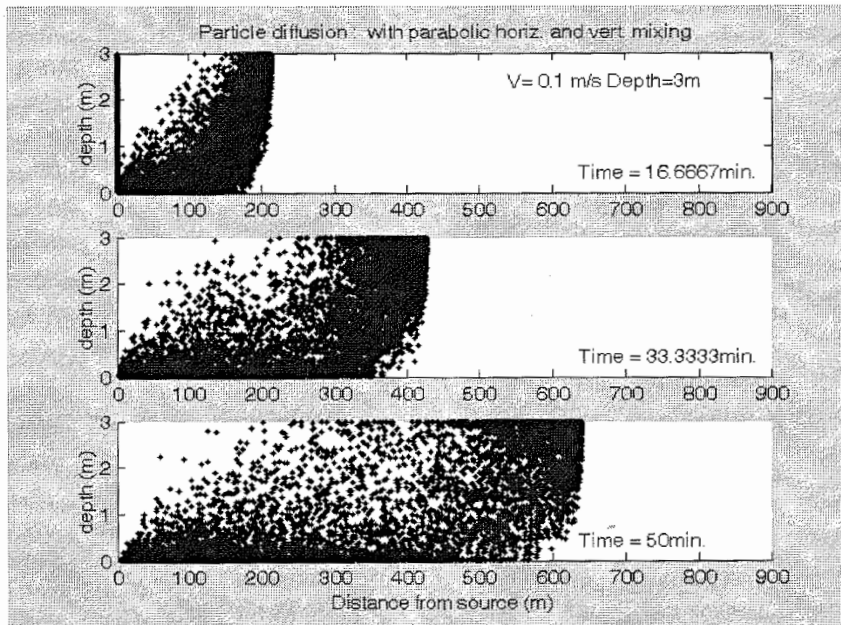 Particle diffusion : with parabolic horiz. and vert. mixing
3
2
1
0
depth (m)
V= 0.1 m/s Depth=3m
Time = 16.6667min.
0 100 200 300 400 500 600 700 800 900
3
2
1
0
depth (m)
Time = 33.3333min.
0 100 200 300 400 500 600 700 800 900
3
2
1
0
depth (m)
Time = 50min.
0 100 200 300 400 500 600 700 800 900
Distance from source (m)